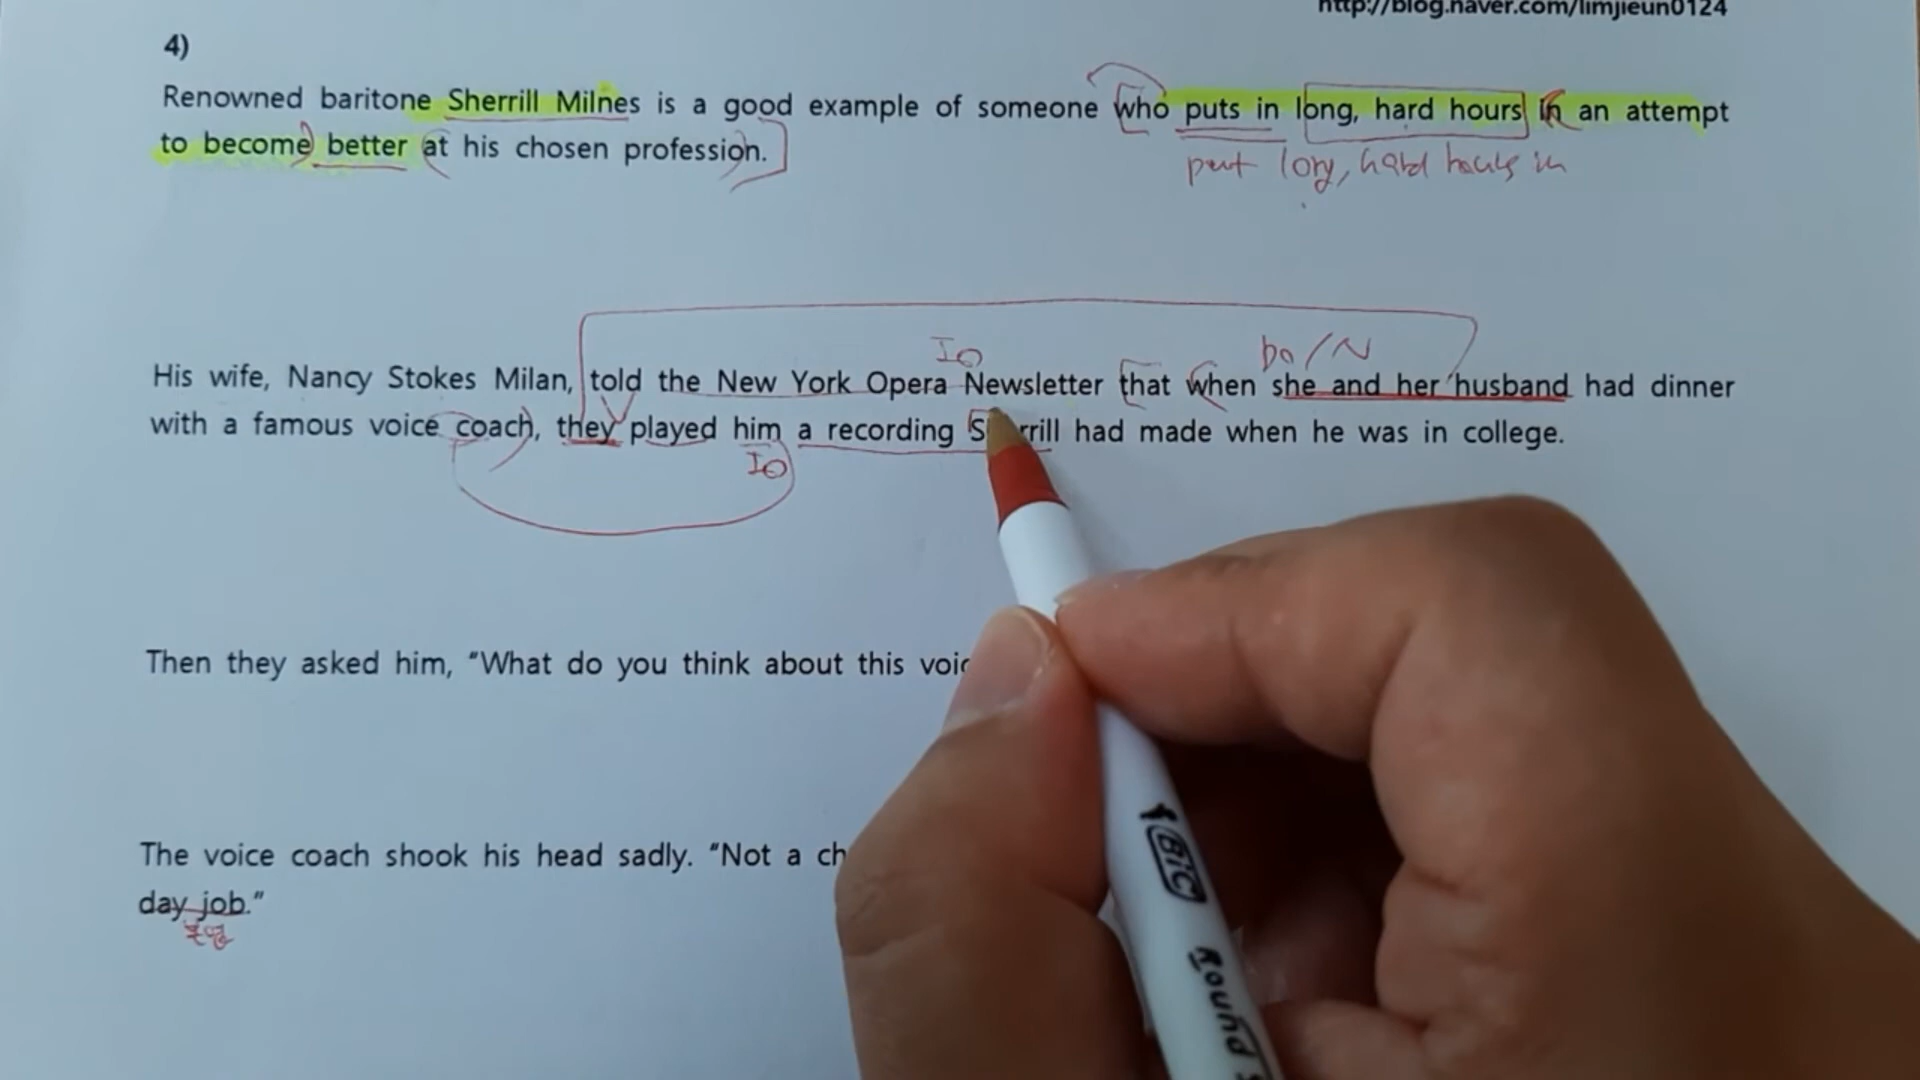 http://blog.naver.com/limjieun0124
4)
Renowned baritone Sherrill Milnes is a good example of someone who puts in long, hard hours in an attempt
to become better at his chosen profession.
put long, hard hours in
IO
DO/N
His wife, Nancy Stokes Milan, told the New York Opera Newsletter that when she and her husband had dinner
with a famous voice coach, they played him a recording Sherrill had made when he was in college.
IO
Then they asked him, “What do you think about this
The voice coach shook his head sadly. “Not a
day job.”
BIC
Round